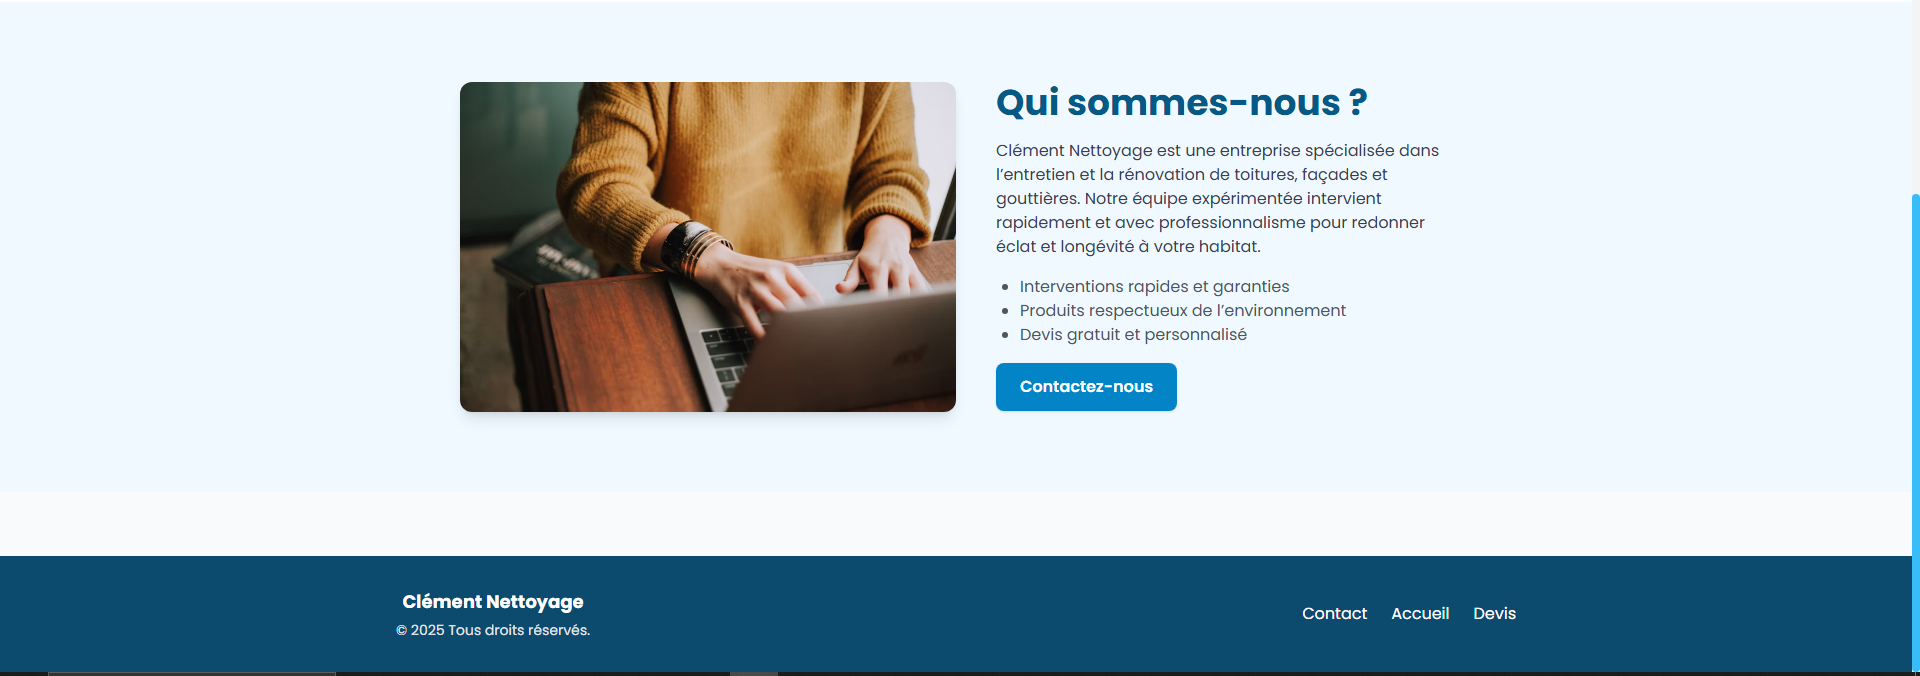 Qui sommes-nous ?
Clément Nettoyage est une entreprise spécialisée dans
l’entretien et la rénovation de toitures, façades et
gouttières. Notre équipe expérimentée intervient
rapidement et avec professionnalisme pour redonner
éclat et longévité à votre habitat.
Interventions rapides et garanties
Produits respectueux de l’environnement
Devis gratuit et personnalisé
Contactez-nous
Clément Nettoyage
© 2025 Tous droits réservés.
Contact Accueil Devis